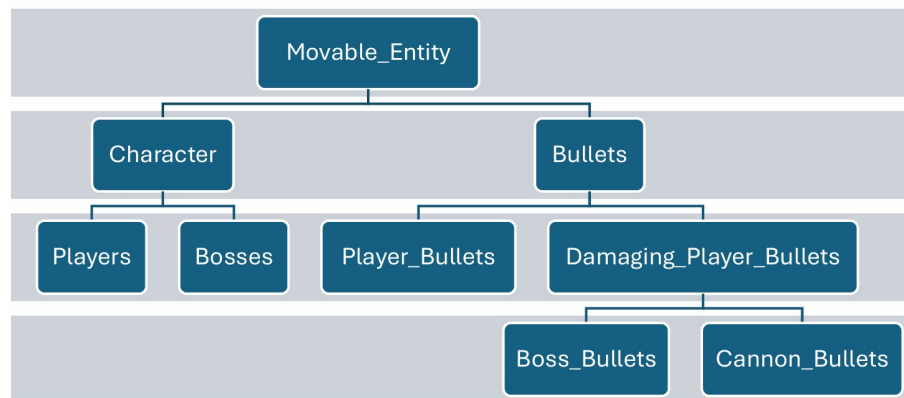 Movable_Entity
Character
Bullets
Players
Bosses
Player_Bullets
Damaging_Player_Bullets
Boss_Bullets
Cannon_Bullets